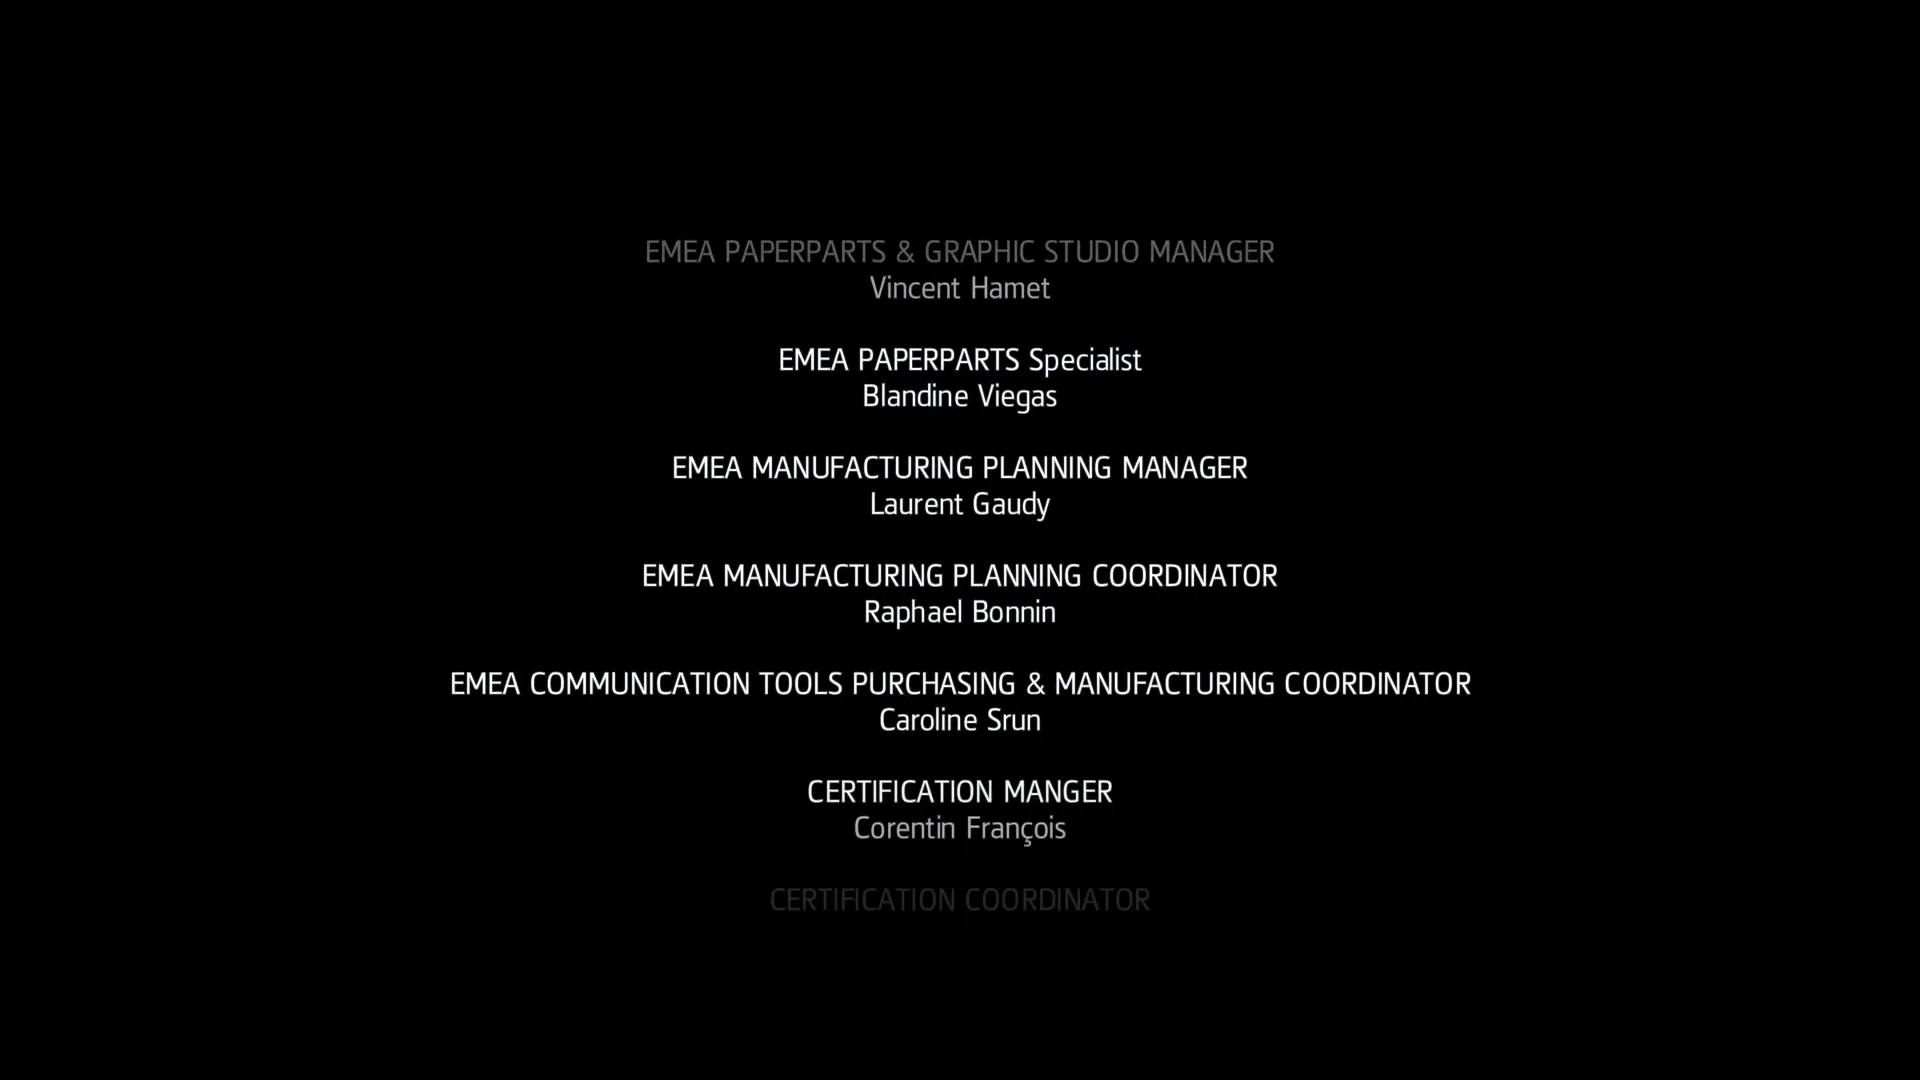 EMEA PAPERPARTS & GRAPHIC STUDIO MANAGER
Vincent Hamet
EMEA PAPERPARTS Specialist
Blandine Viegas
EMEA MANUFACTURING PLANNING MANAGER
Laurent Gaudy
EMEA MANUFACTURING PLANNING COORDINATOR
Raphael Bonnin
EMEA COMMUNICATION TOOLS PURCHASING & MANUFACTURING COORDINATOR
Caroline Srun
CERTIFICATION MANGER
Corentin François
CERTIFICATION COORDINATOR